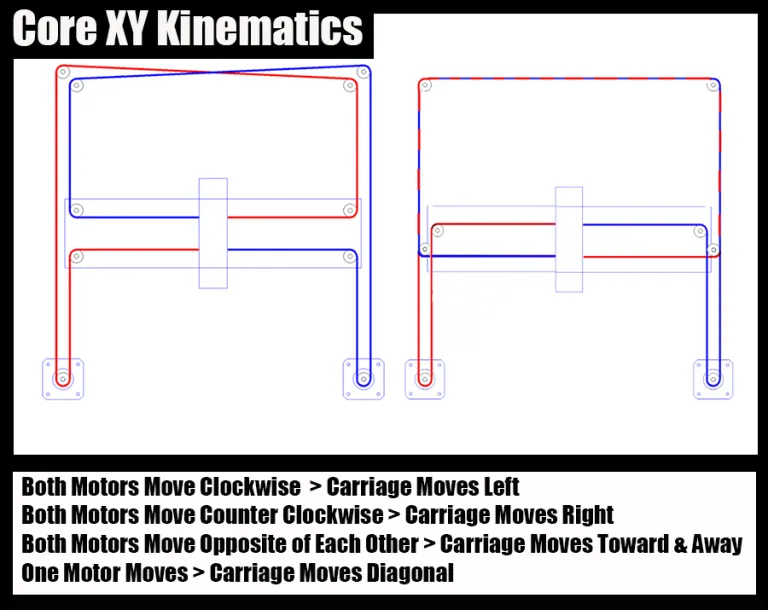 Core XY Kinematics
Both Motors Move Clockwise > Carriage Moves Left
Both Motors Move Counter Clockwise > Carriage Moves Right
Both Motors Move Opposite of Each Other > Carriage Moves Toward & Away
One Motor Moves > Carriage Moves Diagonal